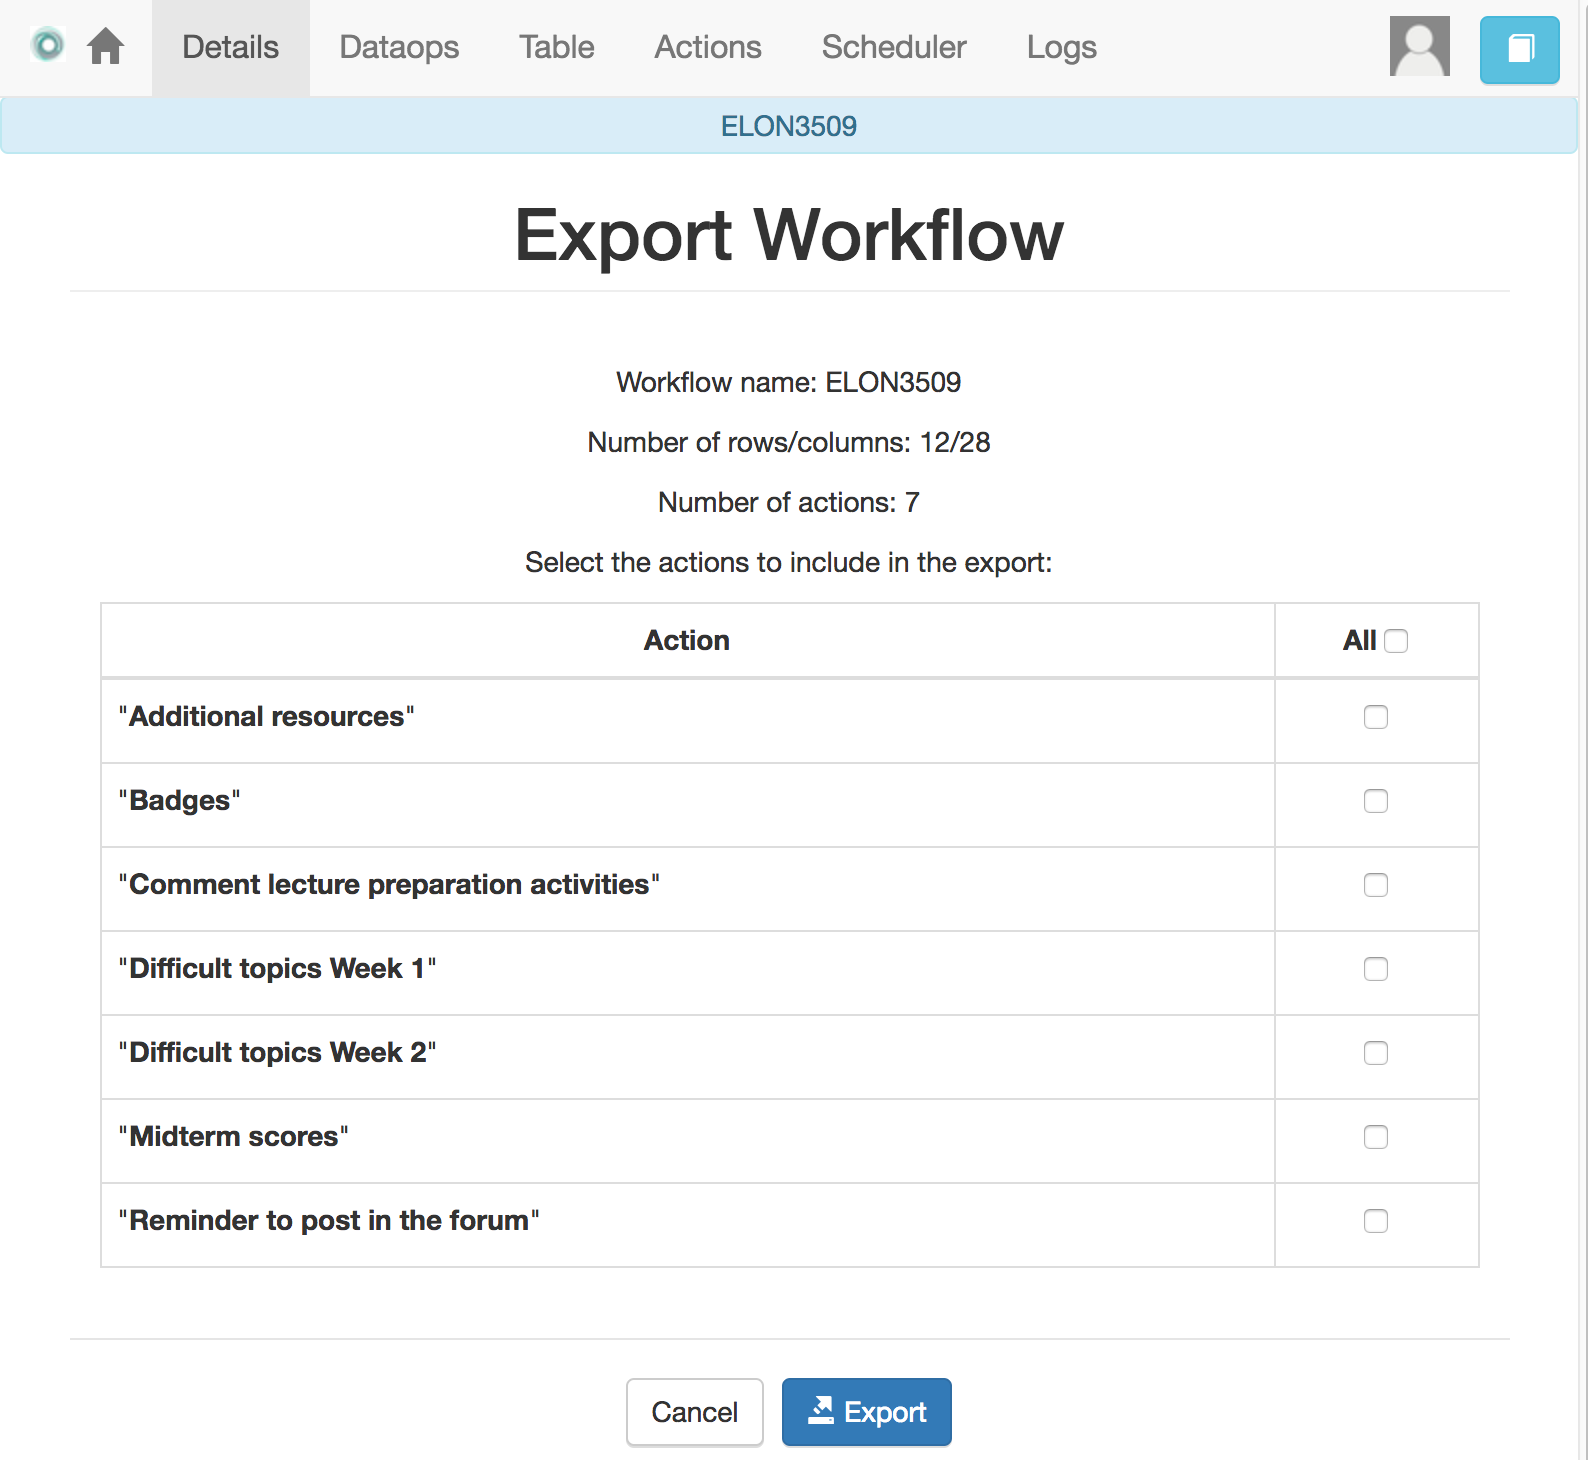 Details Dataops Table Actions Scheduler Logs
ELON3509
Export Workflow
Workflow name: ELON3509
Number of rows/columns: 12/28
Number of actions: 7
Select the actions to include in the export:
Action All
"Additional resources"
"Badges"
"Comment lecture preparation activities"
"Difficult topics Week 1"
"Difficult topics Week 2"
"Midterm scores"
"Reminder to post in the forum"
Cancel Export